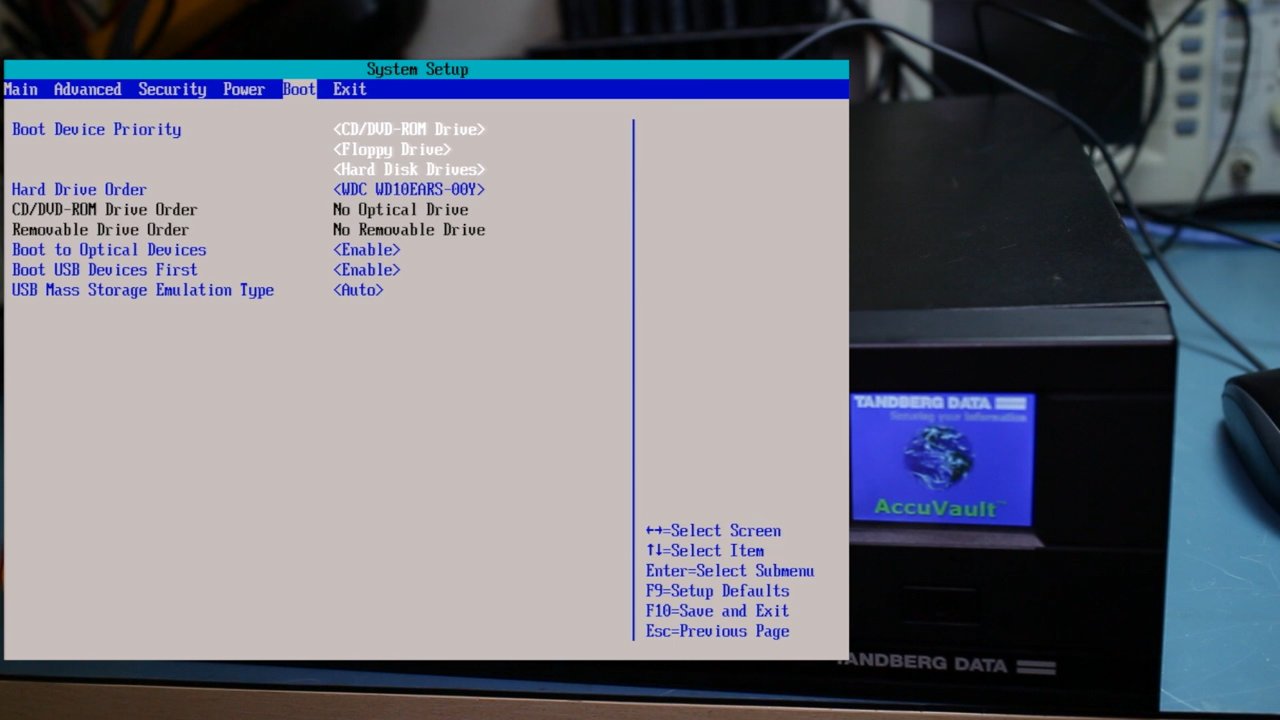 System Setup
Main Advanced Security Power Boot Exit
Boot Device Priority <CD/DVD-ROM Drive>
<Floppy Drive>
<Hard Disk Drives>
Hard Drive Order <WDC WD10EARS-00Y>
CD/DVD-ROM Drive Order No Optical Drive
Removable Drive Order No Removable Drive
Boot to Optical Devices <Enable>
Boot USB Devices First <Enable>
USB Mass Storage Emulation Type <Auto>
←→=Select Screen
↑↓=Select Item
Enter=Select Submenu
F9=Setup Defaults
F10=Save and Exit
Esc=Previous Page
TANDBERG DATA
Securing your information
AccuVault™
TANDBERG DATA